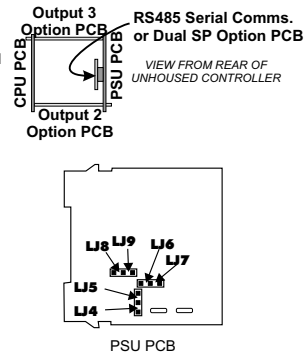 Output 3
Option PCB
RS485 Serial Comms.
or Dual SP Option PCB
CPU PCB
PSU PCB
VIEW FROM REAR OF
UNHOUSED CONTROLLER
Output 2
Option PCB
LJ8
LJ9
LJ6
LJ7
LJ5
LJ4
PSU PCB